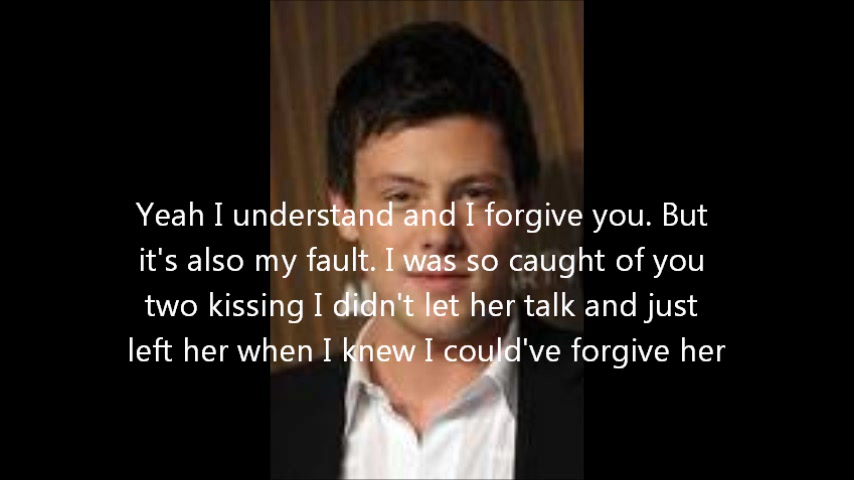 Yeah I understand and I forgive you. But
it's also my fault. I was so caught of you
two kissing I didn't let her talk and just
left her when I knew I could've forgive her